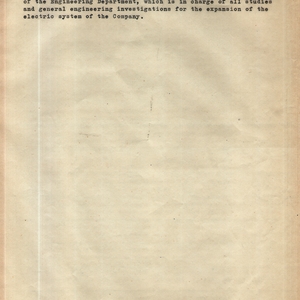 of the Engineering Department, which is in charge of all studies
and general engineering investigations for the expansion of the
electric system of the Company.